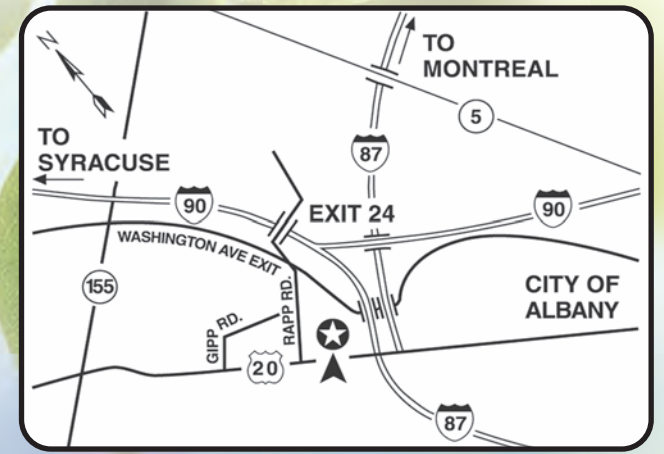 N
TO
MONTREAL
5
TO
SYRACUSE
87
90
EXIT 24
90
WASHINGTON AVE EXIT
155
CITY OF
ALBANY
GIPP RD.
RAPP RD.
20
87